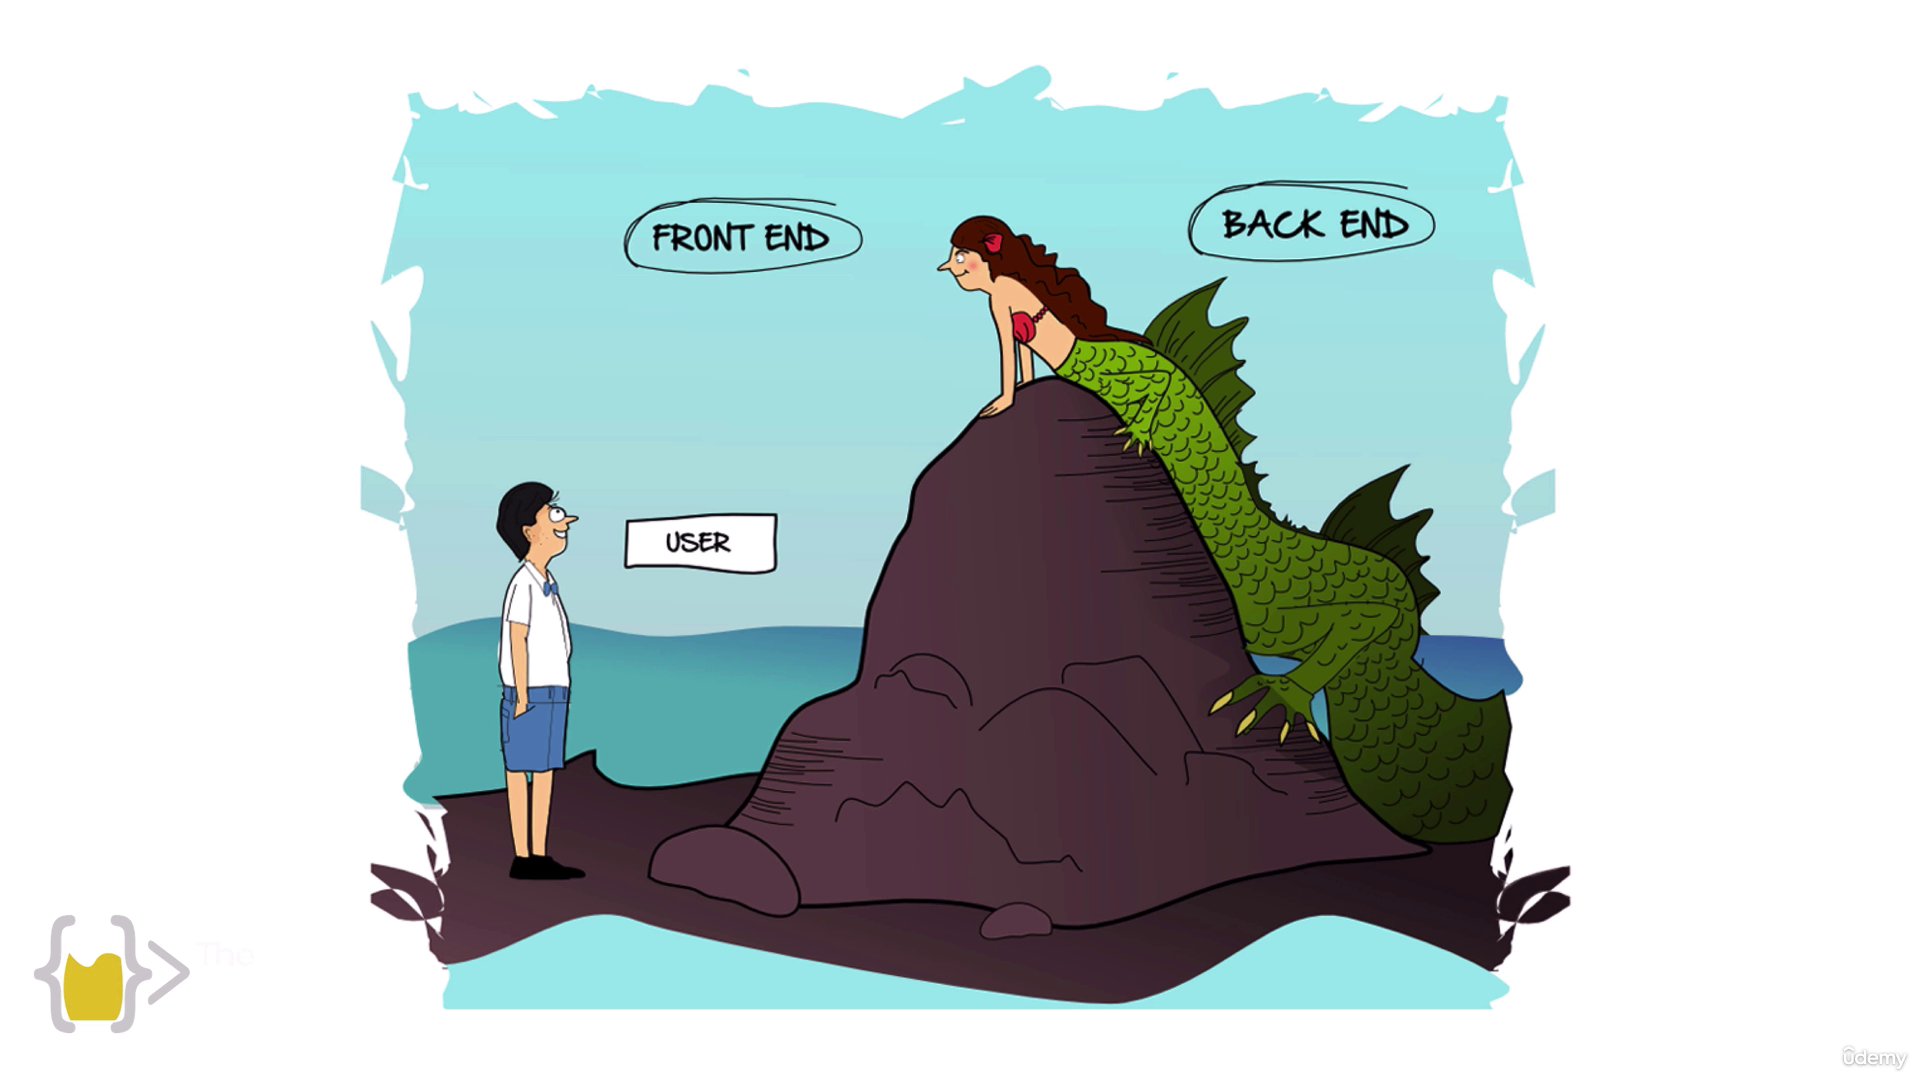 FRONT END
BACK END
USER
The
ûdemy